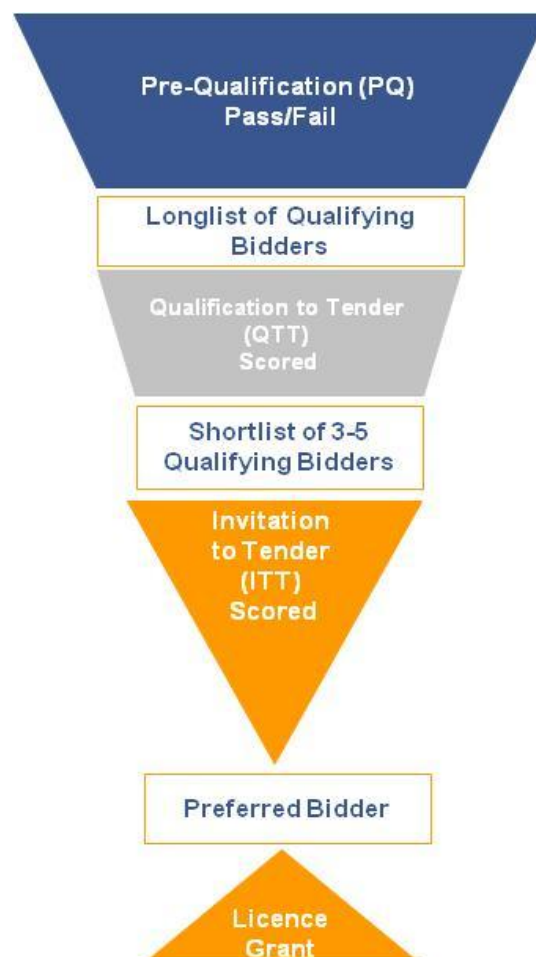 Pre-Qualification (PQ)
Pass/Fail
Longlist of Qualifying
Bidders
Qualification to Tender
(QTT)
Scored
Shortlist of 3-5
Qualifying Bidders
Invitation
to Tender
(ITT)
Scored
Preferred Bidder
Licence
Grant